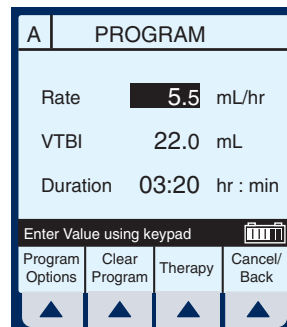 A PROGRAM
Rate 5.5 mL/hr
VTBI 22.0 mL
Duration 03:20 hr : min
Enter Value using keypad
Program Options Clear Program Therapy Cancel/ Back